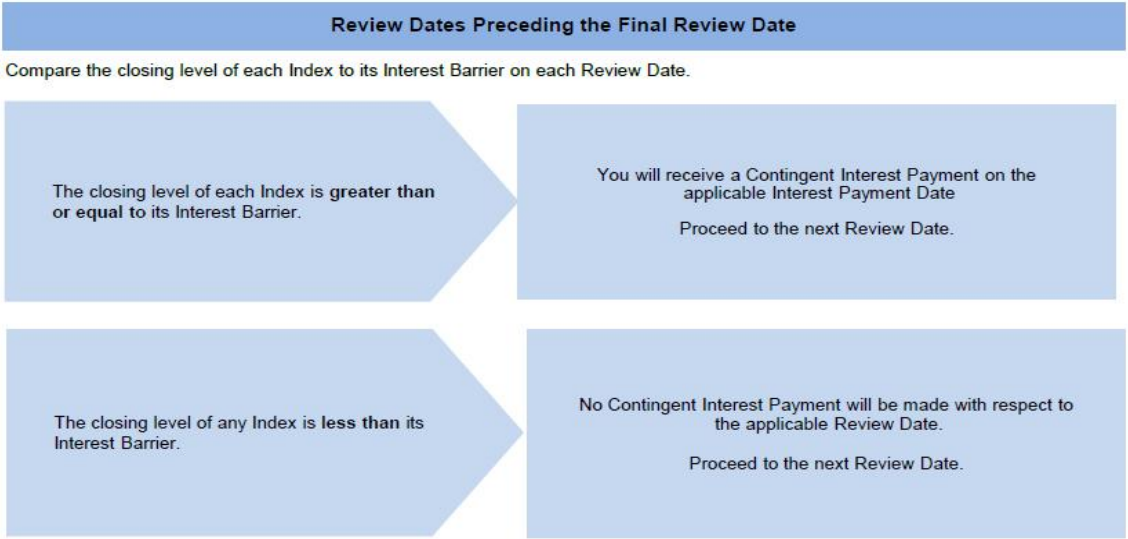 Review Dates Preceding the Final Review Date
Compare the closing level of each Index to its Interest Barrier on each Review Date.
The closing level of each Index is greater than
or equal to its Interest Barrier.
You will receive a Contingent Interest Payment on the
applicable Interest Payment Date
Proceed to the next Review Date.
The closing level of any Index is less than its
Interest Barrier.
No Contingent Interest Payment will be made with respect to
the applicable Review Date.
Proceed to the next Review Date.